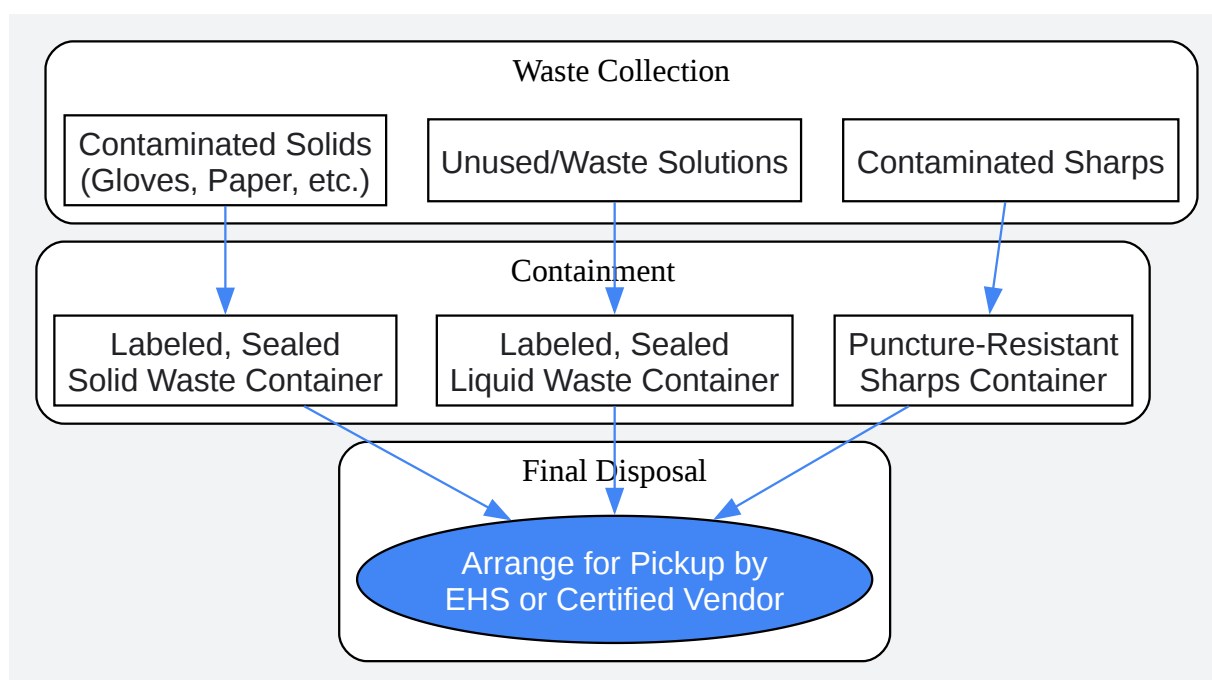 Waste Collection
Contaminated Solids
(Gloves, Paper, etc.)
Unused/Waste Solutions
Contaminated Sharps
Containment
Labeled, Sealed
Solid Waste Container
Labeled, Sealed
Liquid Waste Container
Puncture-Resistant
Sharps Container
Final Disposal
Arrange for Pickup by
EHS or Certified Vendor